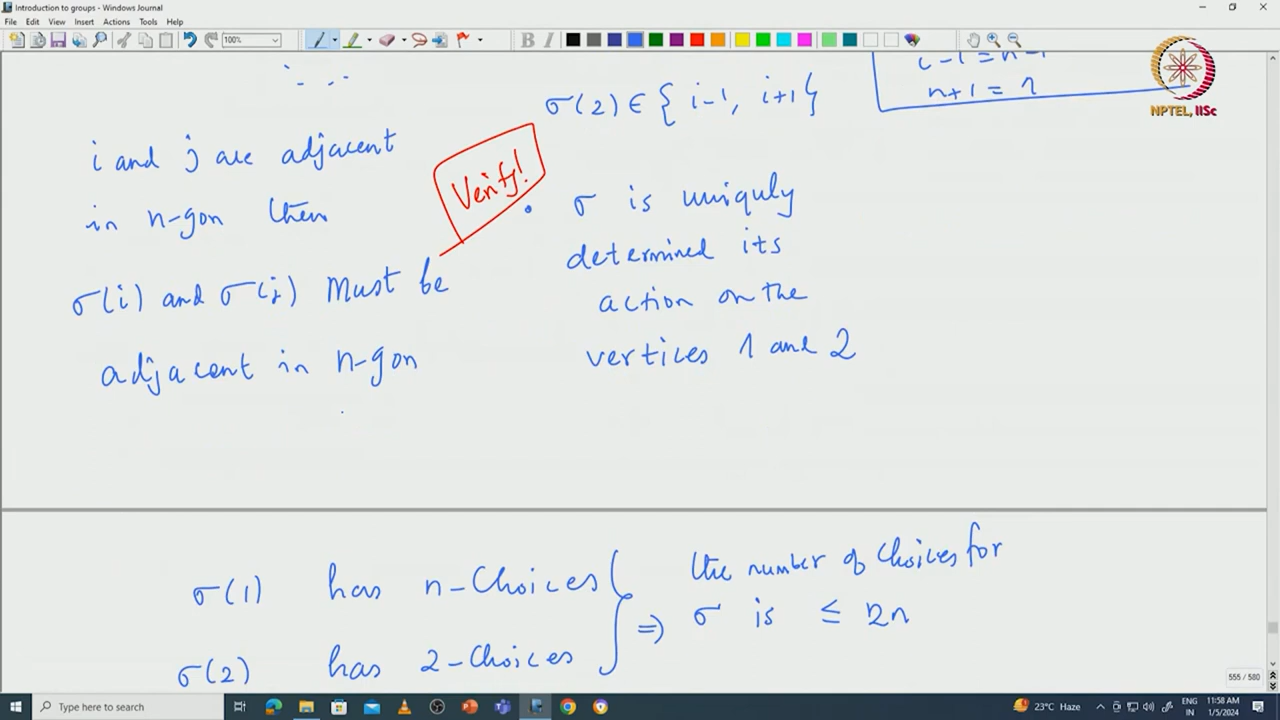 Introduction to groups - Windows Journal
File Edit View Insert Actions Tools Help
100%
B I
NPTEL, IISc
n+1 = 1
σ(2) ∈ { i-1, i+1 }
i and j are adjacent
in n-gon then
σ(i) and σ(j) Must be
adjacent in n-gon
Verify!
• σ is uniquly
determined its
action on the
vertices 1 and 2
σ(1) has n-Choices
σ(2) has 2-Choices
⇒ the number of Choices for
σ is ≤ 2n
555 / 580
Type here to search
23°C Haze
ENG
IN
11:58 AM
1/5/2024